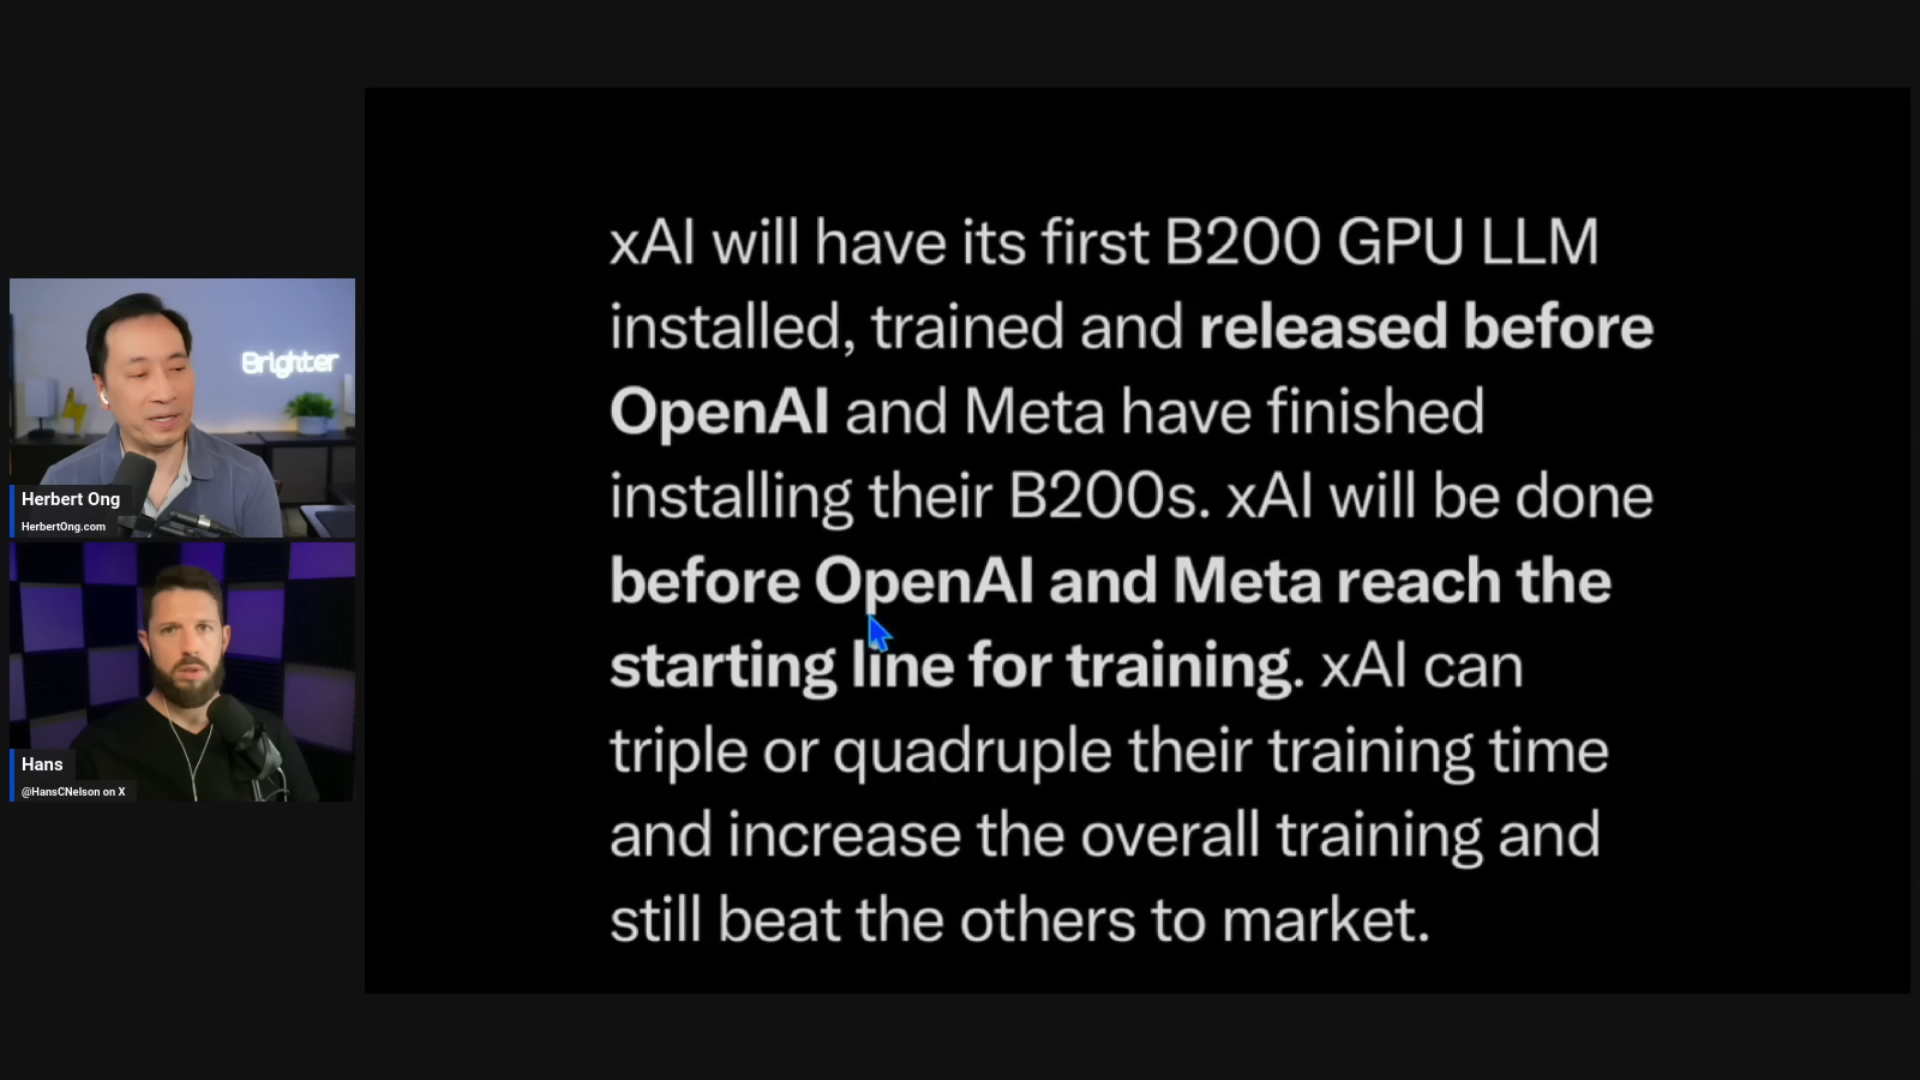 Brighter
Herbert Ong
HerbertOng.com
Hans
@HansCNelson on X
xAI will have its first B200 GPU LLM
installed, trained and released before
OpenAI and Meta have finished
installing their B200s. xAI will be done
before OpenAI and Meta reach the
starting line for training. xAI can
triple or quadruple their training time
and increase the overall training and
still beat the others to market.